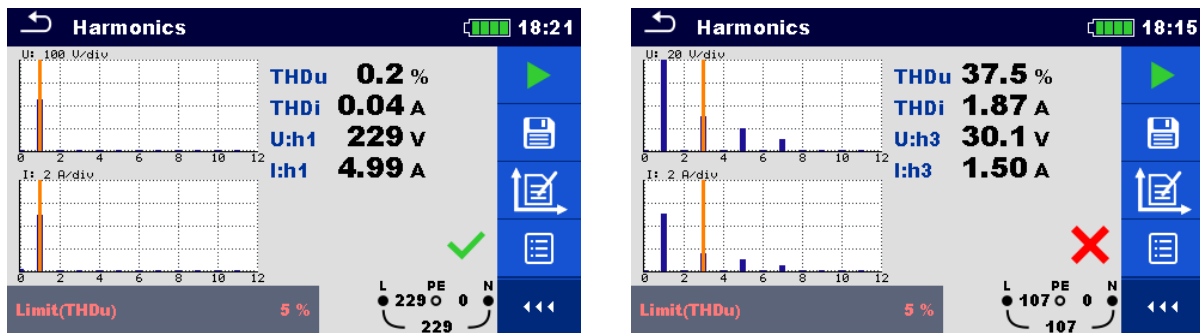 Harmonics 18:21
U: 100 V/div
THDu 0.2 %
THDi 0.04 A
U:h1 229 V
0 2 4 6 8 10 12
I:h1 4.99 A
I: 2 A/div
0 2 4 6 8 10 12
L PE N
229 0
229
Limit(THDu) 5 %
Harmonics 18:15
U: 20 V/div
THDu 37.5 %
THDi 1.87 A
U:h3 30.1 V
0 2 4 6 8 10 12
I:h3 1.50 A
I: 2 A/div
0 2 4 6 8 10 12
L PE N
107 0
107
Limit(THDu) 5 %